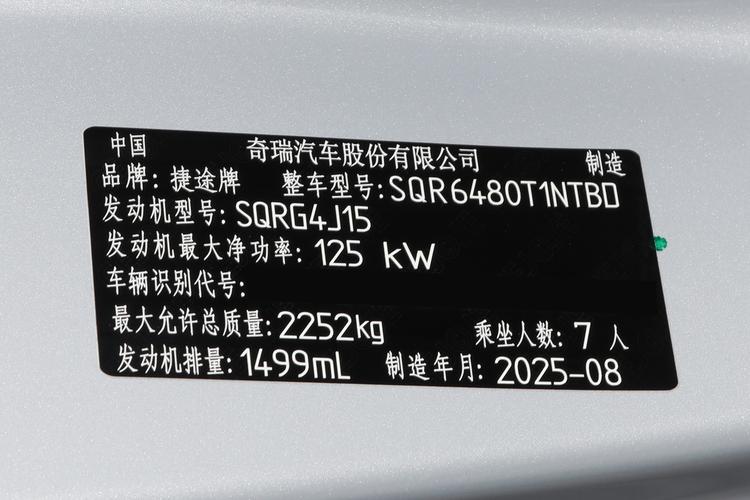 中国 奇瑞汽车股份有限公司 制造
品牌: 捷途牌 整车型号: SQR6480T1NTBD
发动机型号: SQRG4J15
发动机最大净功率: 125 kW
车辆识别代号:
最大允许总质量: 2252kg 乘坐人数: 7 人
发动机排量: 1499mL 制造年月: 2025-08